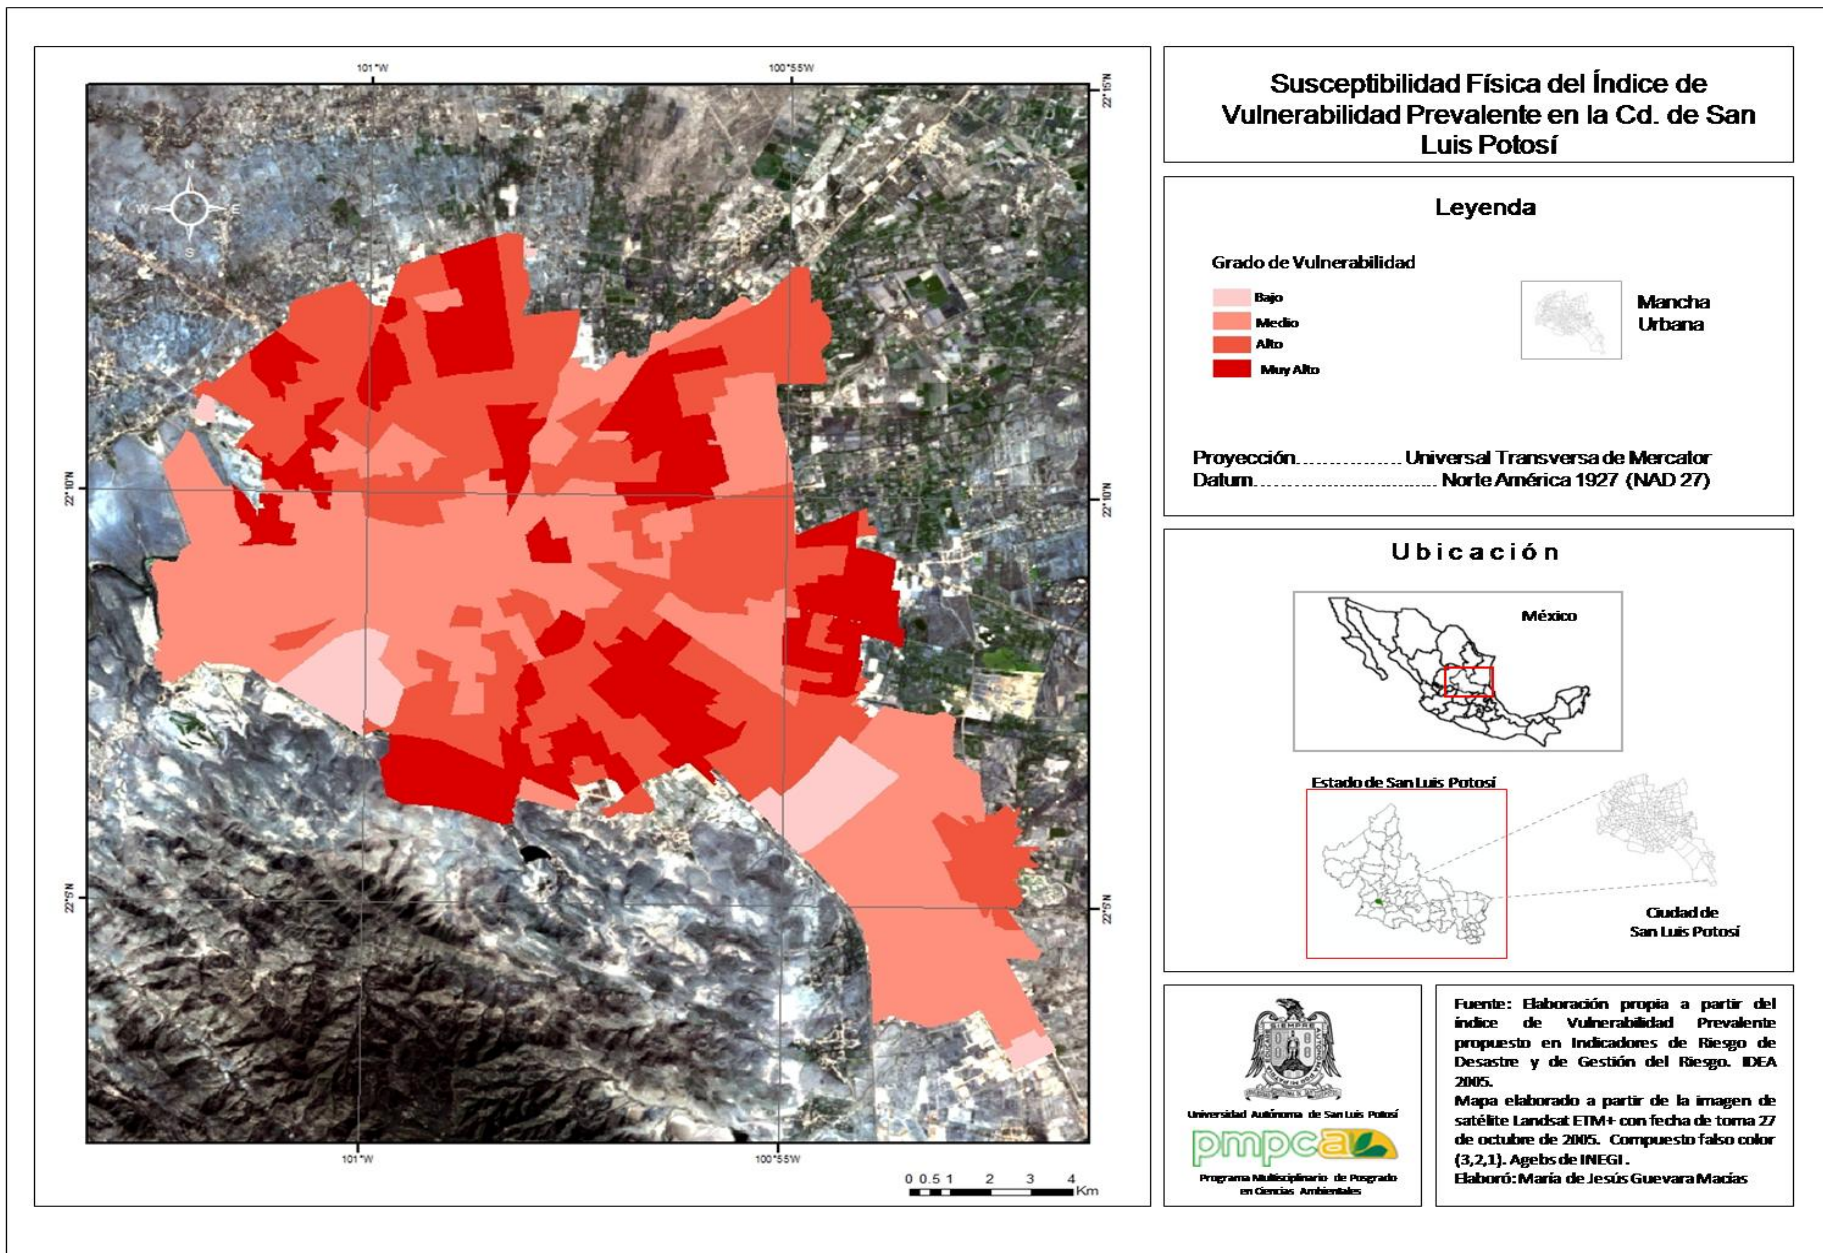 Susceptibilidad Física del Índice de
Vulnerabilidad Prevalente en la Cd. de San
Luis Potosí
101°W
100°55'W
22°15'N
N
W
E
S
22°10'N
22°10'N
22°5'N
22°5'N
101°W
100°55'W
0 0.5 1 2 3 4
Km
Leyenda
Grado de Vulnerabilidad
Bajo
Medio
Alto
Muy Alto
Mancha
Urbana
Proyección.............. Universal Transversa de Mercator
Datum............................ Norte América 1927 (NAD 27)
Ubicación
México
Estado de San Luis Potosí
Ciudad de
San Luis Potosí
Universidad Autónoma de San Luis Potosí
pmpca
Programa Multisciplinario de Posgrado
en Ciencias Ambientales
Fuente: Elaboración propia a partir del
índice de Vulnerabilidad Prevalente
propuesto en Indicadores de Riesgo de
Desastre y de Gestión del Riesgo. IDEA
2005.
Mapa elaborado a partir de la imagen de
satélite Landsat ETM+ con fecha de toma 27
de octubre de 2005. Compuesto falso color
(3,2,1). Agebs de INEGI.
Elaboró: María de Jesús Guevara Macías